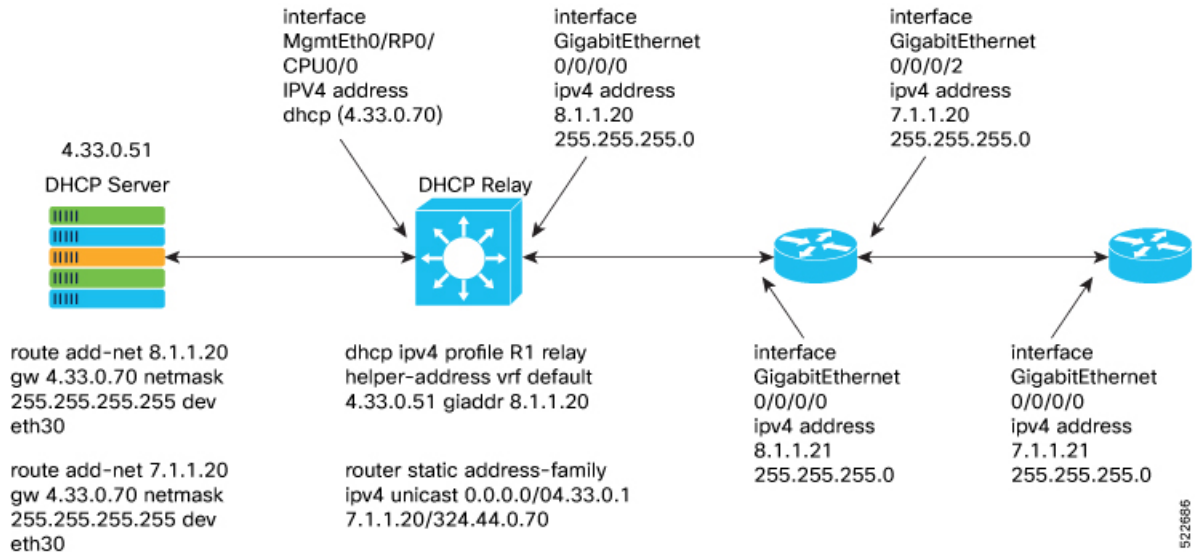 interface
MgmtEth0/RP0/
CPU0/0
IPV4 address
dhcp (4.33.0.70)
interface
GigabitEthernet
0/0/0/0
ipv4 address
8.1.1.20
255.255.255.0
interface
GigabitEthernet
0/0/0/2
ipv4 address
7.1.1.20
255.255.255.0
4.33.0.51
DHCP Server
DHCP Relay
route add-net 8.1.1.20
gw 4.33.0.70 netmask
255.255.255.255 dev
eth30
route add-net 7.1.1.20
gw 4.33.0.70 netmask
255.255.255.255 dev
eth30
dhcp ipv4 profile R1 relay
helper-address vrf default
4.33.0.51 giaddr 8.1.1.20
router static address-family
ipv4 unicast 0.0.0.0/04.33.0.1
7.1.1.20/324.44.0.70
interface
GigabitEthernet
0/0/0/0
ipv4 address
8.1.1.21
255.255.255.0
interface
GigabitEthernet
0/0/0/0
ipv4 address
7.1.1.21
255.255.255.0
522686